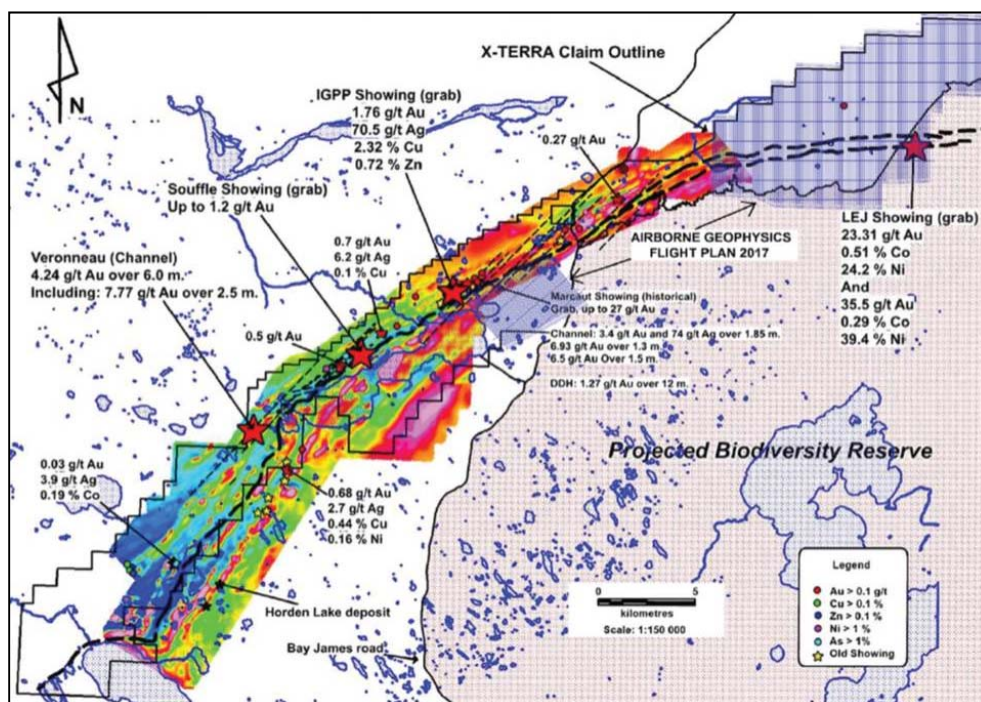 N
X-TERRA Claim Outline
IGPP Showing (grab)
1.76 g/t Au
70.5 g/t Ag
2.32 % Cu
0.72 % Zn
0.27 g/t Au
Souffle Showing (grab)
Up to 1.2 g/t Au
LEJ Showing (grab)
23.31 g/t Au
0.51 % Co
24.2 % Ni
And
35.5 g/t Au
0.29 % Co
39.4 % Ni
AIRBORNE GEOPHYSICS
FLIGHT PLAN 2017
Veronneau (Channel)
4.24 g/t Au over 6.0 m.
Including: 7.77 g/t Au over 2.5 m.
0.7 g/t Au
6.2 g/t Ag
0.1 % Cu
Marcaut Showing (historical)
Grab, up to 27 g/t Au
Channel: 3.4 g/t Au and 74 g/t Ag over 1.85 m.
6.93 g/t Au over 1.3 m.
6.5 g/t Au Over 1.5 m.
0.5 g/t Au
DDH: 1.27 g/t Au over 12 m.
Projected Biodiversity Reserve
0.03 g/t Au
3.9 g/t Ag
0.19 % Co
0.68 g/t Au
2.7 g/t Ag
0.44 % Cu
0.16 % Ni
Horden Lake deposit
Bay James road
0 5
kilometres
Scale: 1:150 000
Legend
Au > 0.1 g/t
Cu > 0.1 %
Zn > 0.1 %
Ni > 1 %
As > 1%
Old Showing